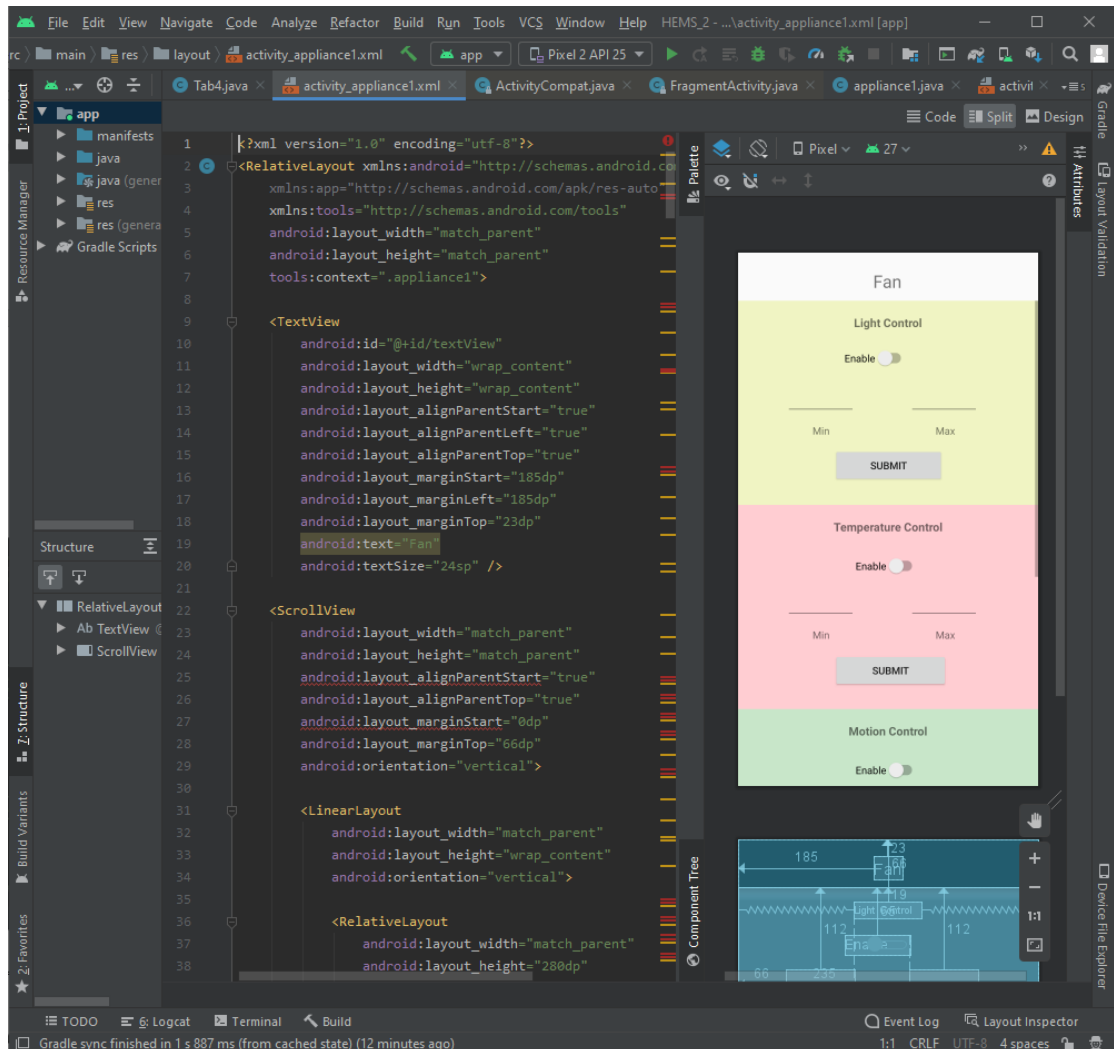 File Edit View Navigate Code Analyze Refactor Build Run Tools VCS Window Help HEMS_2 - ...\activity_appliance1.xml [app]
rc main res layout activity_appliance1.xml app Pixel 2 API 25
1: Project
Resource Manager
7: Structure
Build Variants
2: Favorites
... 
Tab4.java activity_appliance1.xml ActivityCompat.java FragmentActivity.java appliance1.java activit
app
manifests
java
java (gener
res
res (genera
Gradle Scripts
Structure
RelativeLayout
Ab TextView
ScrollView
Code Split Design
1 <?xml version="1.0" encoding="utf-8"?>
2 <RelativeLayout xmlns:android="http://schemas.android.co
3 xmlns:app="http://schemas.android.com/apk/res-auto
4 xmlns:tools="http://schemas.android.com/tools"
5 android:layout_width="match_parent"
6 android:layout_height="match_parent"
7 tools:context=".appliance1">
8
9 <TextView
10 android:id="@+id/textView"
11 android:layout_width="wrap_content"
12 android:layout_height="wrap_content"
13 android:layout_alignParentStart="true"
14 android:layout_alignParentLeft="true"
15 android:layout_alignParentTop="true"
16 android:layout_marginStart="185dp"
17 android:layout_marginLeft="185dp"
18 android:layout_marginTop="23dp"
19 android:text="Fan"
20 android:textSize="24sp" />
21
22 <ScrollView
23 android:layout_width="match_parent"
24 android:layout_height="match_parent"
25 android:layout_alignParentStart="true"
26 android:layout_alignParentTop="true"
27 android:layout_marginStart="0dp"
28 android:layout_marginTop="66dp"
29 android:orientation="vertical">
30
31 <LinearLayout
32 android:layout_width="match_parent"
33 android:layout_height="wrap_content"
34 android:orientation="vertical">
35
36 <RelativeLayout
37 android:layout_width="match_parent"
38 android:layout_height="280dp"
Palette
Component Tree
Pixel 27
Fan
Light Control
Enable
Min Max
SUBMIT
Temperature Control
Enable
Min Max
SUBMIT
Motion Control
Enable
185 23
Fan
19
Light Control
112 112
66 235
1:1
Attributes
Gradle
Layout Validation
Device File Explorer
TODO 6: Logcat Terminal Build Event Log Layout Inspector
Gradle sync finished in 1 s 887 ms (from cached state) (12 minutes ago) 1:1 CRLF UTF-8 4 spaces